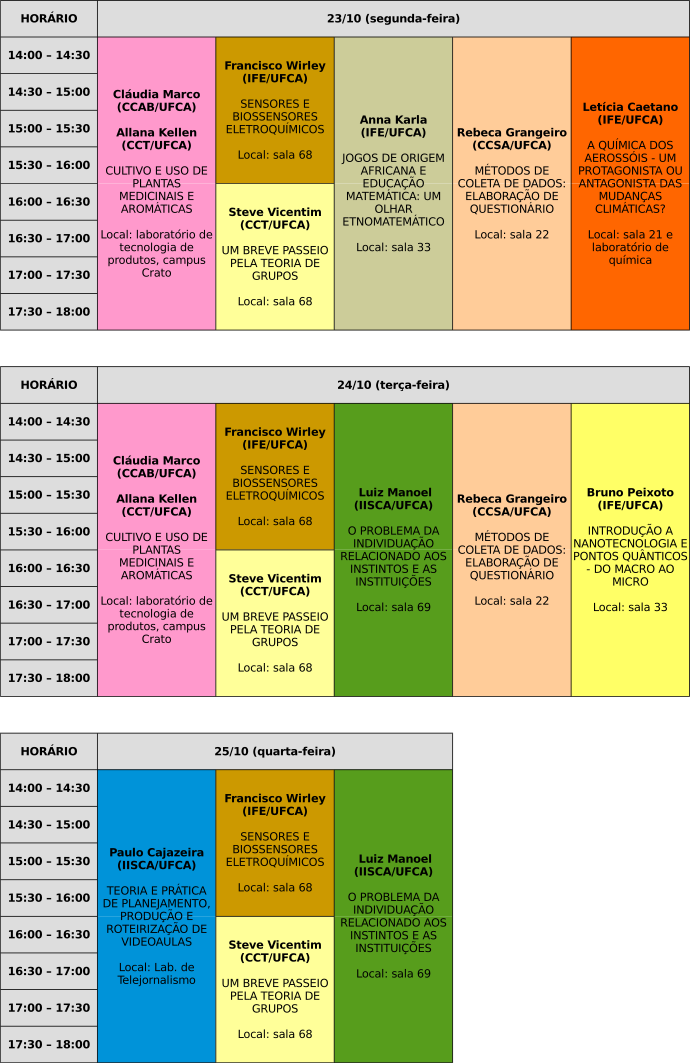 HORÁRIO
23/10 (segunda-feira)
14:00 – 14:30
14:30 – 15:00
15:00 – 15:30
15:30 – 16:00
16:00 – 16:30
16:30 – 17:00
17:00 – 17:30
17:30 – 18:00
Cláudia Marco
(CCAB/UFCA)
Allana Kellen
(CCT/UFCA)
CULTIVO E USO DE
PLANTAS
MEDICINAIS E
AROMÁTICAS
Local: laboratório de
tecnologia de
produtos, campus
Crato
Francisco Wirley
(IFE/UFCA)
SENSORES E
BIOSSENSORES
ELETROQUÍMICOS
Local: sala 68
Steve Vicentim
(CCT/UFCA)
UM BREVE PASSEIO
PELA TEORIA DE
GRUPOS
Local: sala 68
Anna Karla
(IFE/UFCA)
JOGOS DE ORIGEM
AFRICANA E
EDUCAÇÃO
MATEMÁTICA: UM
OLHAR
ETNOMATEMÁTICO
Local: sala 33
Rebeca Grangeiro
(CCSA/UFCA)
MÉTODOS DE
COLETA DE DADOS:
ELABORAÇÃO DE
QUESTIONÁRIO
Local: sala 22
Letícia Caetano
(IFE/UFCA)
A QUÍMICA DOS
AEROSSÓIS - UM
PROTAGONISTA OU
ANTAGONISTA DAS
MUDANÇAS
CLIMÁTICAS?
Local: sala 21 e
laboratório de
química
HORÁRIO
24/10 (terça-feira)
14:00 – 14:30
14:30 – 15:00
15:00 – 15:30
15:30 – 16:00
16:00 – 16:30
16:30 – 17:00
17:00 – 17:30
17:30 – 18:00
Cláudia Marco
(CCAB/UFCA)
Allana Kellen
(CCT/UFCA)
CULTIVO E USO DE
PLANTAS
MEDICINAIS E
AROMÁTICAS
Local: laboratório de
tecnologia de
produtos, campus
Crato
Francisco Wirley
(IFE/UFCA)
SENSORES E
BIOSSENSORES
ELETROQUÍMICOS
Local: sala 68
Steve Vicentim
(CCT/UFCA)
UM BREVE PASSEIO
PELA TEORIA DE
GRUPOS
Local: sala 68
Luiz Manoel
(IISCA/UFCA)
O PROBLEMA DA
INDIVIDUAÇÃO
RELACIONADO AOS
INSTINTOS E AS
INSTITUIÇÕES
Local: sala 69
Rebeca Grangeiro
(CCSA/UFCA)
MÉTODOS DE
COLETA DE DADOS:
ELABORAÇÃO DE
QUESTIONÁRIO
Local: sala 22
Bruno Peixoto
(IFE/UFCA)
INTRODUÇÃO A
NANOTECNOLOGIA E
PONTOS QUÂNTICOS
- DO MACRO AO
MICRO
Local: sala 33
HORÁRIO
25/10 (quarta-feira)
14:00 – 14:30
14:30 – 15:00
15:00 – 15:30
15:30 – 16:00
16:00 – 16:30
16:30 – 17:00
17:00 – 17:30
17:30 – 18:00
Paulo Cajazeira
(IISCA/UFCA)
TEORIA E PRÁTICA
DE PLANEJAMENTO,
PRODUÇÃO E
ROTEIRIZAÇÃO DE
VIDEOAULAS
Local: Lab. de
Telejornalismo
Francisco Wirley
(IFE/UFCA)
SENSORES E
BIOSSENSORES
ELETROQUÍMICOS
Local: sala 68
Steve Vicentim
(CCT/UFCA)
UM BREVE PASSEIO
PELA TEORIA DE
GRUPOS
Local: sala 68
Luiz Manoel
(IISCA/UFCA)
O PROBLEMA DA
INDIVIDUAÇÃO
RELACIONADO AOS
INSTINTOS E AS
INSTITUIÇÕES
Local: sala 69